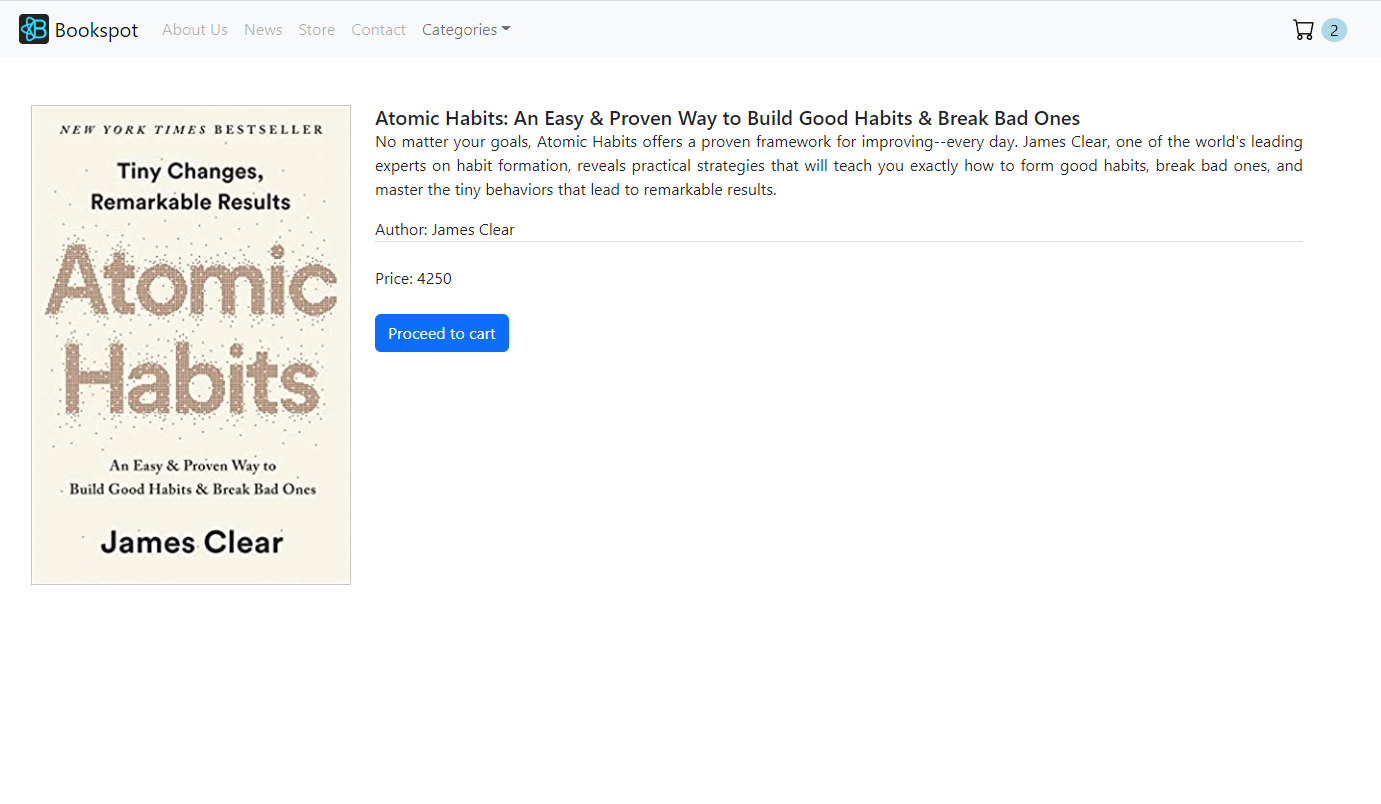 Bookspot About Us News Store Contact Categories 2
NEW YORK TIMES BESTSELLER
Tiny Changes,
Remarkable Results
Atomic
Habits
An Easy & Proven Way to
Build Good Habits & Break Bad Ones
James Clear
Atomic Habits: An Easy & Proven Way to Build Good Habits & Break Bad Ones
No matter your goals, Atomic Habits offers a proven framework for improving--every day. James Clear, one of the world's leading
experts on habit formation, reveals practical strategies that will teach you exactly how to form good habits, break bad ones, and
master the tiny behaviors that lead to remarkable results.
Author: James Clear
Price: 4250
Proceed to cart